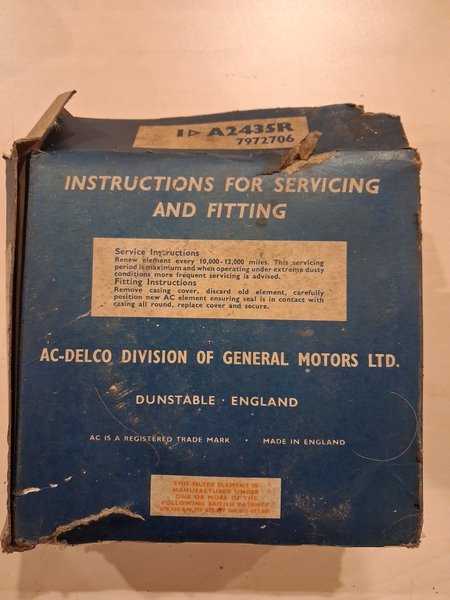 1 ▷ A2435R
7972706
INSTRUCTIONS FOR SERVICING
AND FITTING
Service Instructions
Renew element every 10,000 - 12,000 miles. This servicing
period is maximum and when operating under extreme dusty
conditions more frequent servicing is advised.
Fitting Instructions
Remove casing cover, discard old element, carefully
position new AC element ensuring seal is in contact with
casing all round, replace cover and secure.
AC-DELCO DIVISION OF GENERAL MOTORS LTD.
DUNSTABLE · ENGLAND
AC IS A REGISTERED TRADE MARK · MADE IN ENGLAND
THIS FILTER ELEMENT IS
MANUFACTURED UNDER
ONE OR MORE OF THE
FOLLOWING BRITISH PATENTS